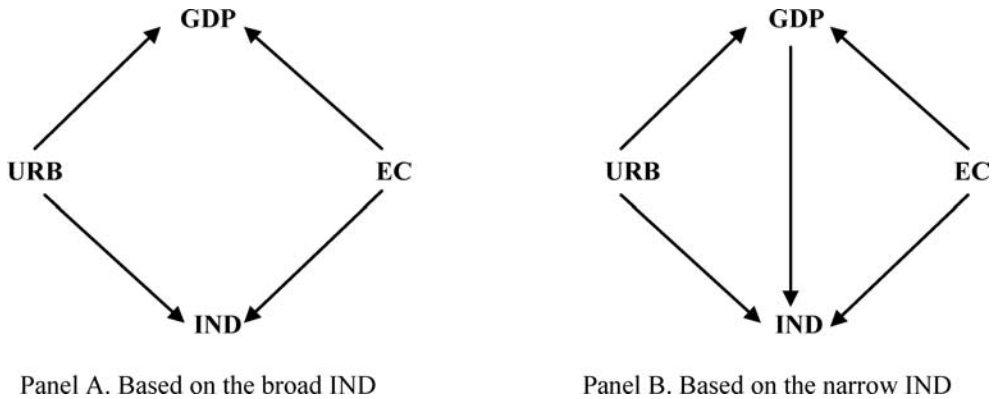 GDP GDP
URB EC URB EC
IND IND
Panel A. Based on the broad IND Panel B. Based on the narrow IND